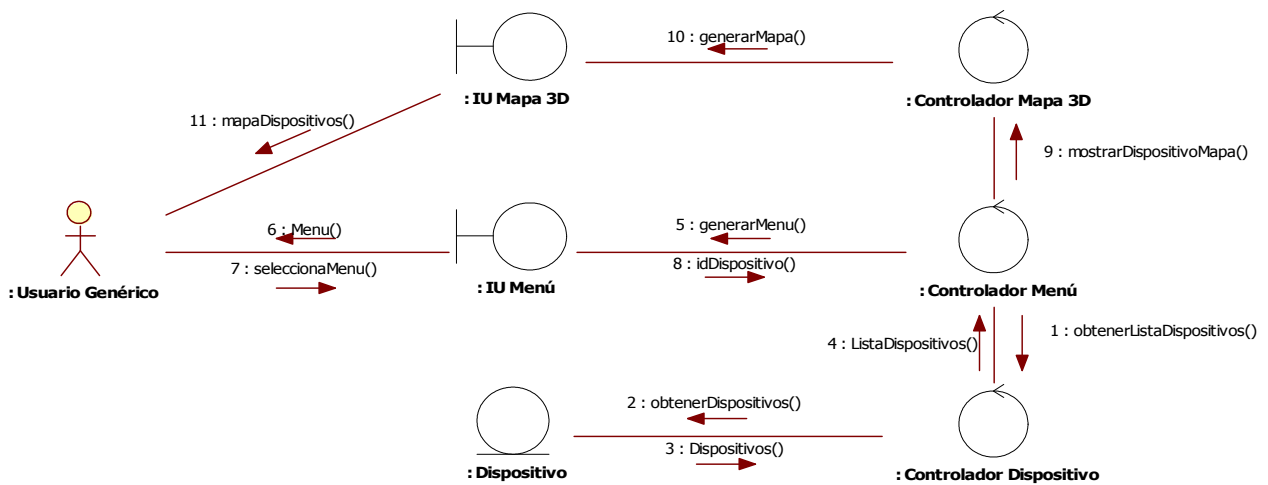 10 : generarMapa()
: IU Mapa 3D
: Controlador Mapa 3D
11 : mapaDispositivos()
9 : mostrarDispositivoMapa()
6 : Menu()
5 : generarMenu()
7 : seleccionaMenu()
8 : idDispositivo()
: Usuario Genérico
: IU Menú
: Controlador Menú
1 : obtenerListaDispositivos()
4 : ListaDispositivos()
2 : obtenerDispositivos()
3 : Dispositivos()
: Dispositivo
: Controlador Dispositivo